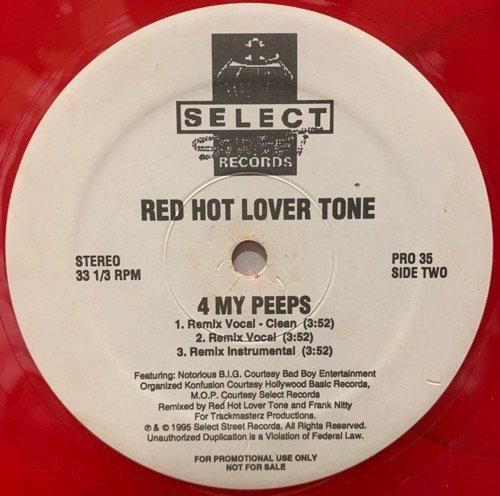 SELECT
RECORDS
RED HOT LOVER TONE
STEREO
33 1/3 RPM
PRO 35
SIDE TWO
4 MY PEEPS
1. Remix Vocal - Clean (3:52)
2. Remix Vocal (3:52)
3. Remix Instrumental (3:52)
Featuring: Notorious B.I.G. Courtesy Bad Boy Entertainment
Organized Konfusion Courtesy Hollywood Basic Records,
M.O.P. Courtesy Select Records
Remixed by Red Hot Lover Tone and Frank Nitty
For Trackmasterz Productions.
℗ & © 1995 Select Street Records. All Rights Reserved.
Unauthorized Duplication is a Violation of Federal Law.
FOR PROMOTIONAL USE ONLY
NOT FOR SALE